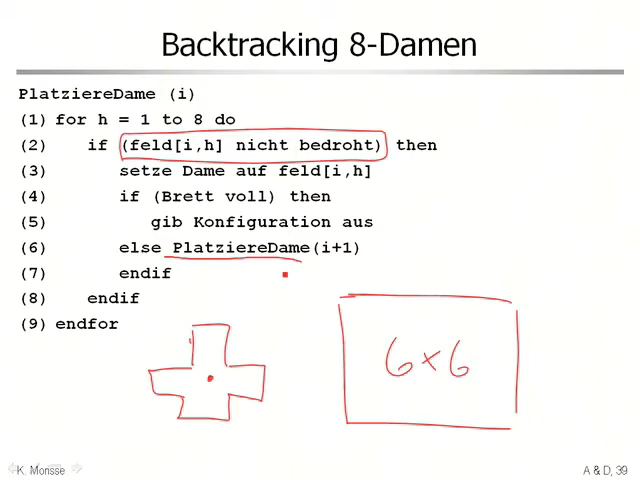 Backtracking 8-Damen
PlatziereDame (i)
(1) for h = 1 to 8 do
(2) if (feld[i,h] nicht bedroht) then
(3) setze Dame auf feld[i,h]
(4) if (Brett voll) then
(5) gib Konfiguration aus
(6) else PlatziereDame(i+1)
(7) endif
(8) endif
(9) endfor
6 x 6
K. Morisse
A & D, 39